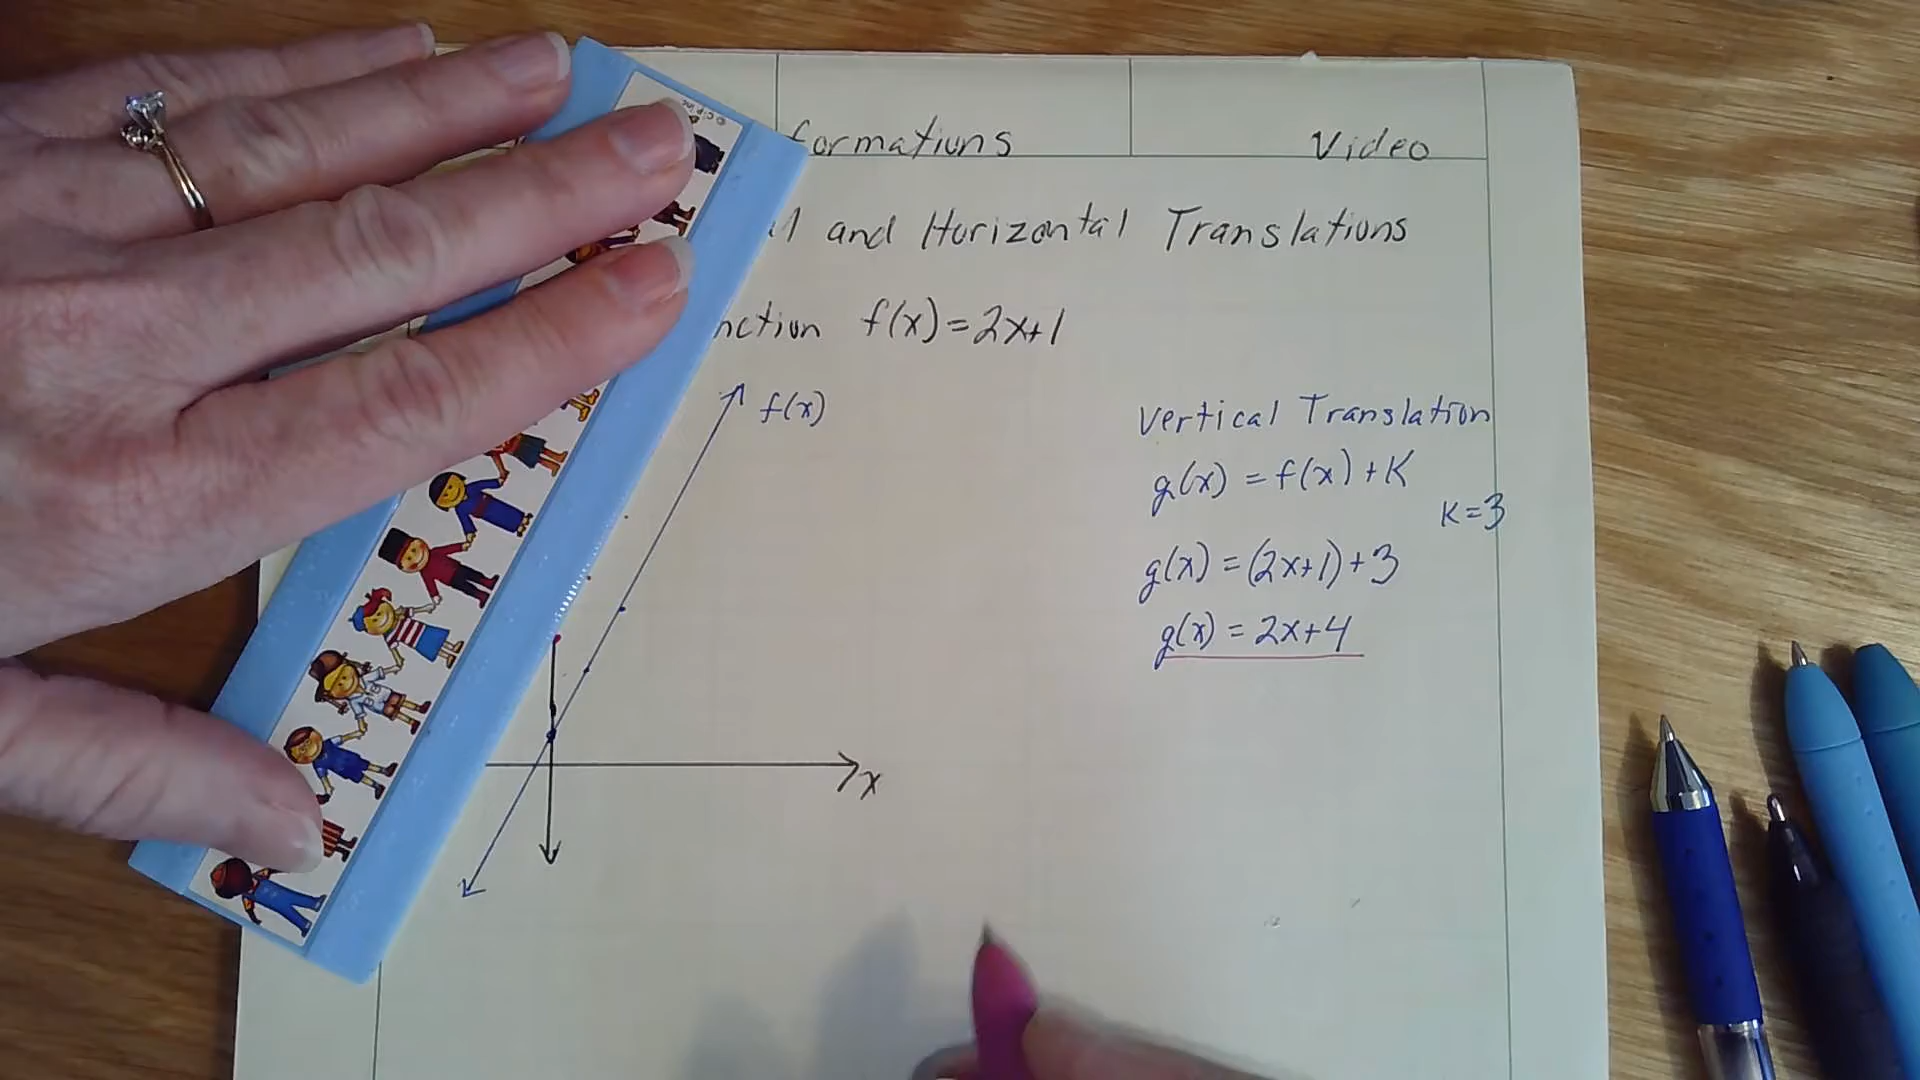 formations
Video
and Horizontal Translations
nction f(x)=2x+1
f(x)
Vertical Translation
g(x) = f(x) + K
K=3
g(x) = (2x+1)+3
g(x) = 2x+4
x